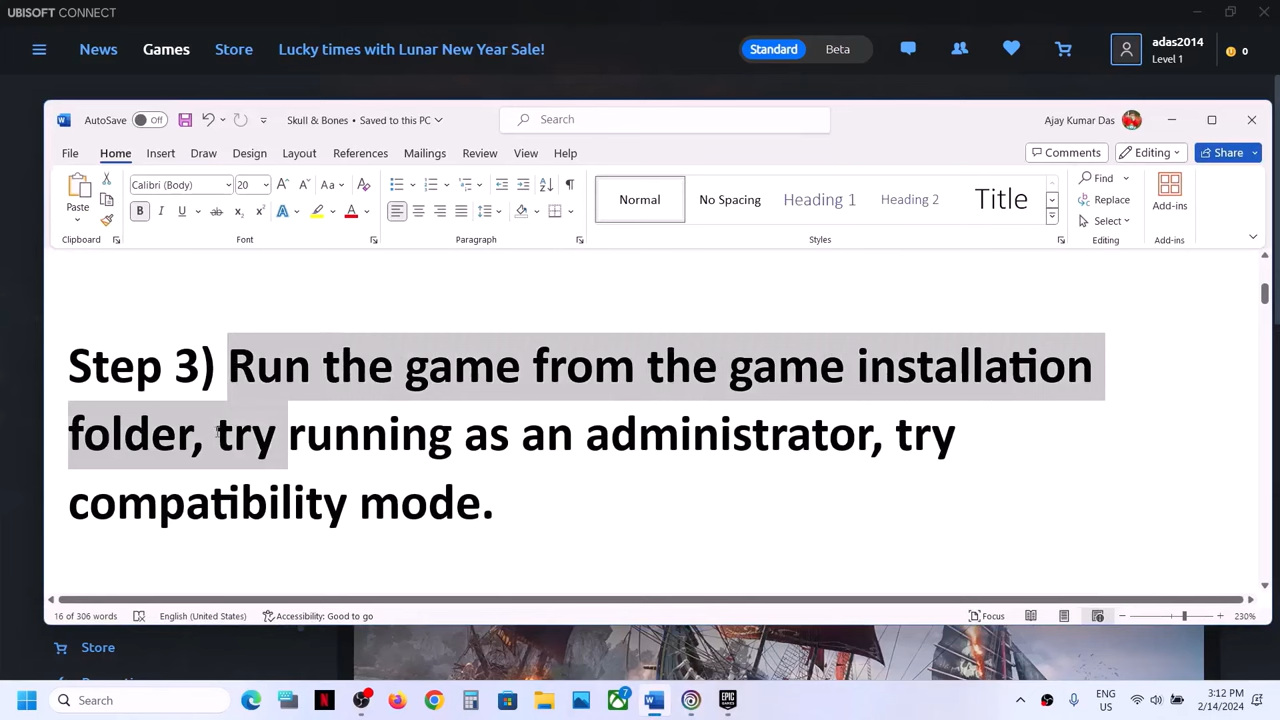 UBISOFT CONNECT
News Games Store Lucky times with Lunar New Year Sale! Standard Beta adas2014
Level 1 0
AutoSave Off Skull & Bones • Saved to this PC Search Ajay Kumar Das
File Home Insert Draw Design Layout References Mailings Review View Help Comments Editing Share
Paste Calibri (Body) 20 Aa Normal No Spacing Heading 1 Heading 2 Title Find Replace Select Add-ins
Clipboard Font Paragraph Styles Editing Add-ins
Step 3) Run the game from the game installation
folder, try running as an administrator, try
compatibility mode.
16 of 306 words English (United States) Accessibility: Good to go Focus 230%
Store
Search 7 EPIC GAMES ENG
US 3:12 PM
2/14/2024